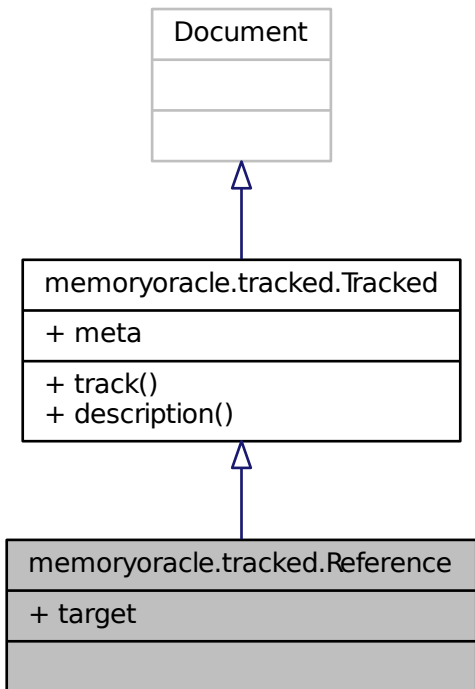 Document
memoryoracle.tracked.Tracked
+ meta
+ track()
+ description()
memoryoracle.tracked.Reference
+ target